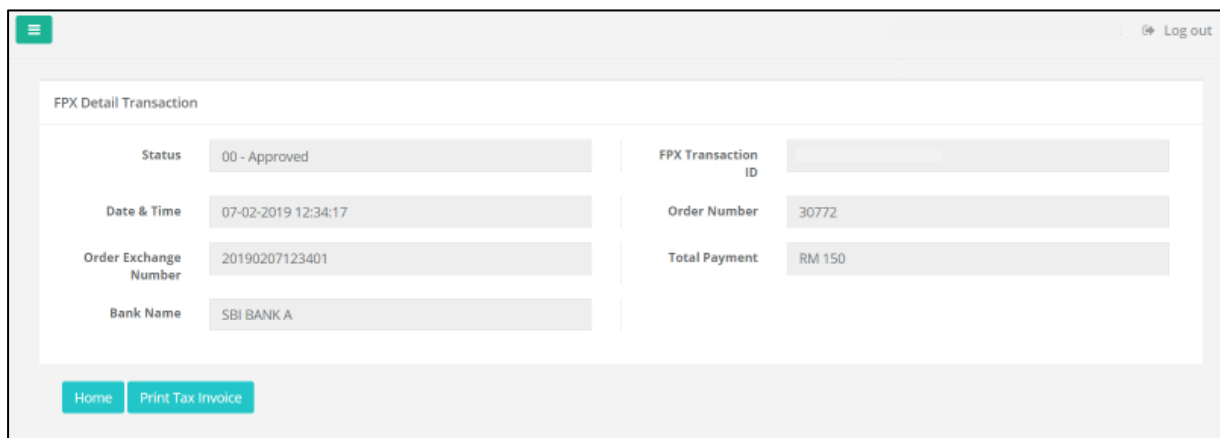 Log out
FPX Detail Transaction
Status 00 - Approved FPX Transaction
ID
Date & Time 07-02-2019 12:34:17 Order Number 30772
Order Exchange 20190207123401 Total Payment RM 150
Number
Bank Name SBI BANK A
Home Print Tax Invoice